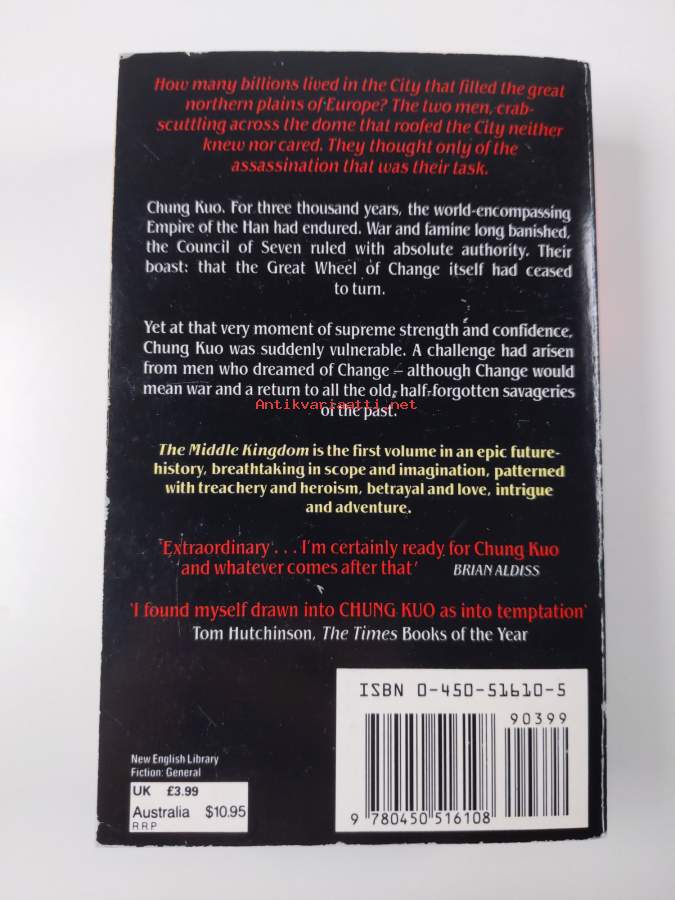 How many billions lived in the City that filled the great
northern plains of Europe? The two men, crab-
scuttling across the dome that roofed the City neither
knew nor cared. They thought only of the
assassination that was their task.
Chung Kuo. For three thousand years, the world-encompassing
Empire of the Han had endured. War and famine long banished,
the Council of Seven ruled with absolute authority. Their
boast: that the Great Wheel of Change itself had ceased
to turn.
Yet at that very moment of supreme strength and confidence,
Chung Kuo was suddenly vulnerable. A challenge had arisen
from men who dreamed of Change – although Change would
mean war and a return to all the old, half-forgotten savageries
Antikvariaatti.net
of the past.
The Middle Kingdom is the first volume in an epic future-
history, breathtaking in scope and imagination, patterned
with treachery and heroism, betrayal and love, intrigue
and adventure.
'Extraordinary . . . I'm certainly ready for Chung Kuo
and whatever comes after that' BRIAN ALDISS
'I found myself drawn into CHUNG KUO as into temptation'
Tom Hutchinson, The Times Books of the Year
ISBN 0-450-51610-5
90399
9 780450 516108
New English Library
Fiction: General
UK £3.99
Australia $10.95
R.R.P